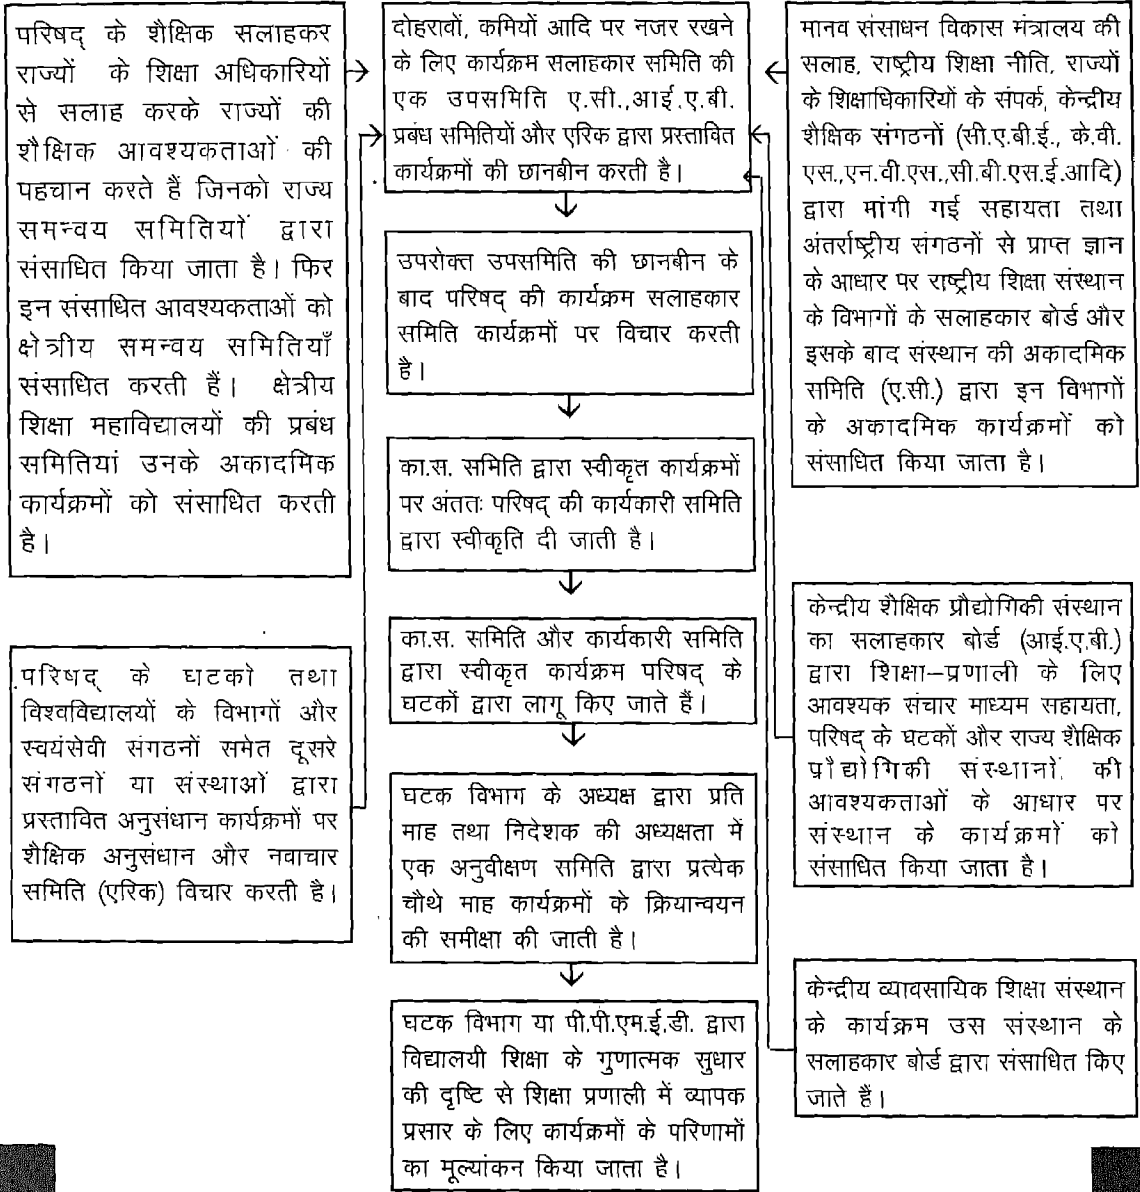 परिषद् के शैक्षिक सलाहकर
राज्यों के शिक्षा अधिकारियों
से सलाह करके राज्यों की
शैक्षिक आवश्यकताओं की
पहचान करते हैं जिनको राज्य
समन्वय समितियों द्वारा
संसाधित किया जाता है। फिर
इन संसाधित आवश्यकताओं को
क्षेत्रीय समन्वय समितियाँ
संसाधित करती हैं। क्षेत्रीय
शिक्षा महाविद्यालयों की प्रबंध
समितियां उनके अकादमिक
कार्यक्रमों को संसाधित करती
है।
परिषद् के घटकों तथा
विश्वविद्यालयों के विभागों और
स्वयंसेवी संगठनों समेत दूसरे
संगठनों या संस्थाओं द्वारा
प्रस्तावित अनुसंधान कार्यक्रमों पर
शैक्षिक अनुसंधान और नवाचार
समिति (एरिक) विचार करती है।
दोहरावों, कमियों आदि पर नजर रखने
के लिए कार्यक्रम सलाहकार समिति की
एक उपसमिति ए.सी.,आई.ए.बी.
प्रबंध समितियों और एरिक द्वारा प्रस्तावित
कार्यक्रमों की छानबीन करती है।
उपरोक्त उपसमिति की छानबीन के
बाद परिषद् की कार्यक्रम सलाहकार
समिति कार्यक्रमों पर विचार करती
है।
का.स. समिति द्वारा स्वीकृत कार्यक्रमों
पर अंततः परिषद् की कार्यकारी समिति
द्वारा स्वीकृति दी जाती है।
का.स. समिति और कार्यकारी समिति
द्वारा स्वीकृत कार्यक्रम परिषद् के
घटकों द्वारा लागू किए जाते हैं।
घटक विभाग के अध्यक्ष द्वारा प्रति
माह तथा निदेशक की अध्यक्षता में
एक अनुवीक्षण समिति द्वारा प्रत्येक
चौथे माह कार्यक्रमों के क्रियान्वयन
की समीक्षा की जाती है।
घटक विभाग या पी.पी.एम.ई.डी. द्वारा
विद्यालयी शिक्षा के गुणात्मक सुधार
की दृष्टि से शिक्षा प्रणाली में व्यापक
प्रसार के लिए कार्यक्रमों के परिणामों
का मूल्यांकन किया जाता है।
मानव संसाधन विकास मंत्रालय की
सलाह, राष्ट्रीय शिक्षा नीति, राज्यों
के शिक्षाधिकारियों के संपर्क, केन्द्रीय
शैक्षिक संगठनों (सी.ए.बी.ई., के.वी.
एस.,एन.वी.एस.,सी.बी.एस.ई.आदि)
द्वारा मांगी गई सहायता तथा
अंतर्राष्ट्रीय संगठनों से प्राप्त ज्ञान
के आधार पर राष्ट्रीय शिक्षा संस्थान
के विभागों के सलाहकार बोर्ड और
इसके बाद संस्थान की अकादमिक
समिति (ए.सी.) द्वारा इन विभागों
के अकादमिक कार्यक्रमों को
संसाधित किया जाता है।
केन्द्रीय शैक्षिक प्रौद्योगिकी संस्थान
का सलाहकार बोर्ड (आई.ए.बी.)
द्वारा शिक्षा–प्रणाली के लिए
आवश्यक संचार माध्यम सहायता,
परिषद् के घटकों और राज्य शैक्षिक
प्रौद्योगिकी संस्थानों की
आवश्यकताओं के आधार पर
संस्थान के कार्यक्रमों को
संसाधित किया जाता है।
केन्द्रीय व्यावसायिक शिक्षा संस्थान
के कार्यक्रम उस संस्थान के
सलाहकार बोर्ड द्वारा संसाधित किए
जाते हैं।